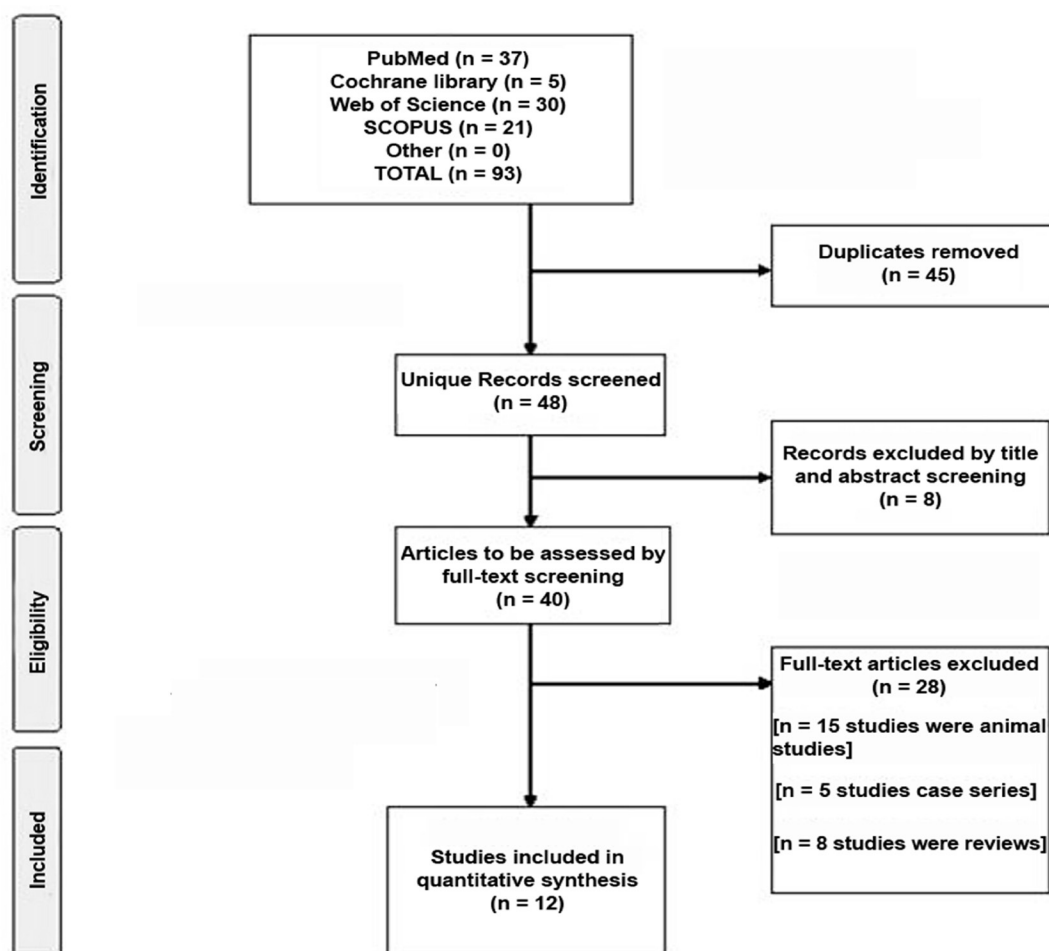 Identification
PubMed (n = 37)
Cochrane library (n = 5)
Web of Science (n = 30)
SCOPUS (n = 21)
Other (n = 0)
TOTAL (n = 93)
Duplicates removed
(n = 45)
Screening
Unique Records screened
(n = 48)
Records excluded by title
and abstract screening
(n = 8)
Eligibility
Articles to be assessed by
full-text screening
(n = 40)
Full-text articles excluded
(n = 28)
[n = 15 studies were animal
studies]
[n = 5 studies case series]
[n = 8 studies were reviews]
Included
Studies included in
quantitative synthesis
(n = 12)